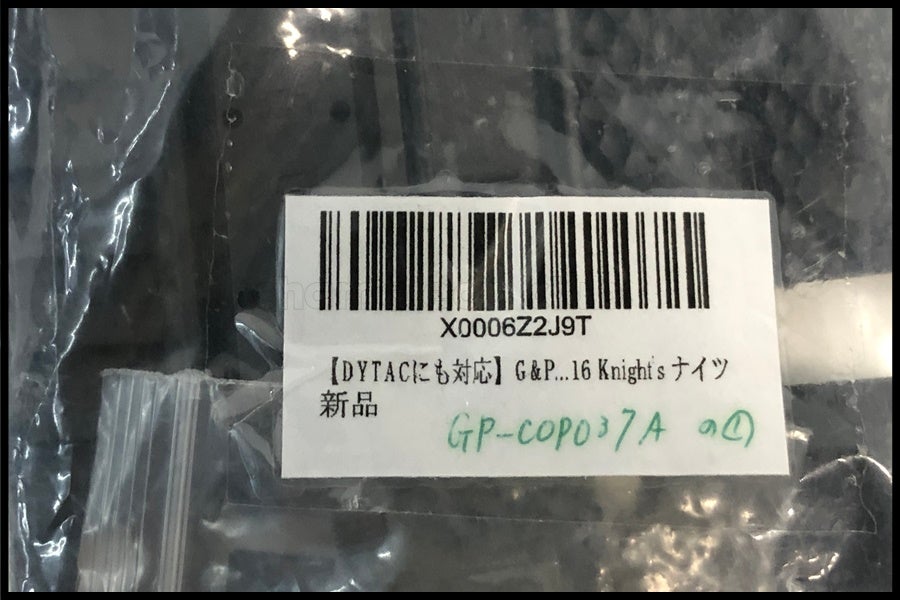 X0006Z2J9T
【DYTACにも対応】G&P...16 Knight's ナイツ
新品
GP-COP037A の①